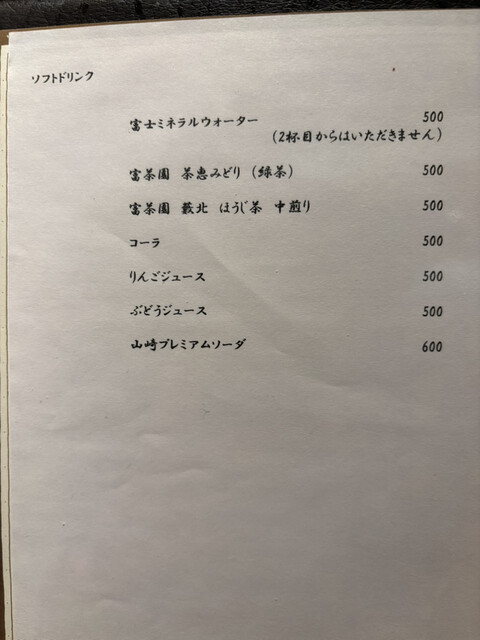 ソフトドリンク
富士ミネラルウォーター 500
(2杯目からはいただきません)
富茶園 茶恵みどり (緑茶) 500
富茶園 藪北 ほうじ茶 中煎り 500
コーラ 500
りんごジュース 500
ぶどうジュース 500
山崎プレミアムソーダ 600